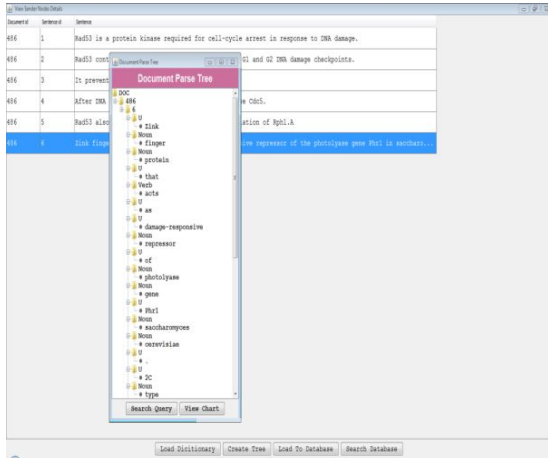 View Sender Nodes Details
Document id Sentence id Sentence
486 1 Rad53 is a protein kinase required for cell-cycle arrest in response to DNA damage.
486 2 Rad53 cont G1 and G2 DNA damage checkpoints.
486 3 It prevent
486 4 After DNA e Cdc5.
486 5 Rad53 also ation of Rph1.A
486 6 Zink finge ive repressor of the photolyase gene Phr1 in saccharo...
Document Parse Tree
Document Parse Tree
DOC
486
6
U
Zink
Noun
finger
Noun
protein
U
that
Verb
acts
U
as
U
damage-responsive
Noun
repressor
U
of
Noun
photolyase
Noun
gene
U
Phr1
Noun
saccharomyoes
Noun
cerevisiae
U
.
U
2C
Noun
type
Search Query View Chart
Load Dicitionary Create Tree Load To Database Search Database